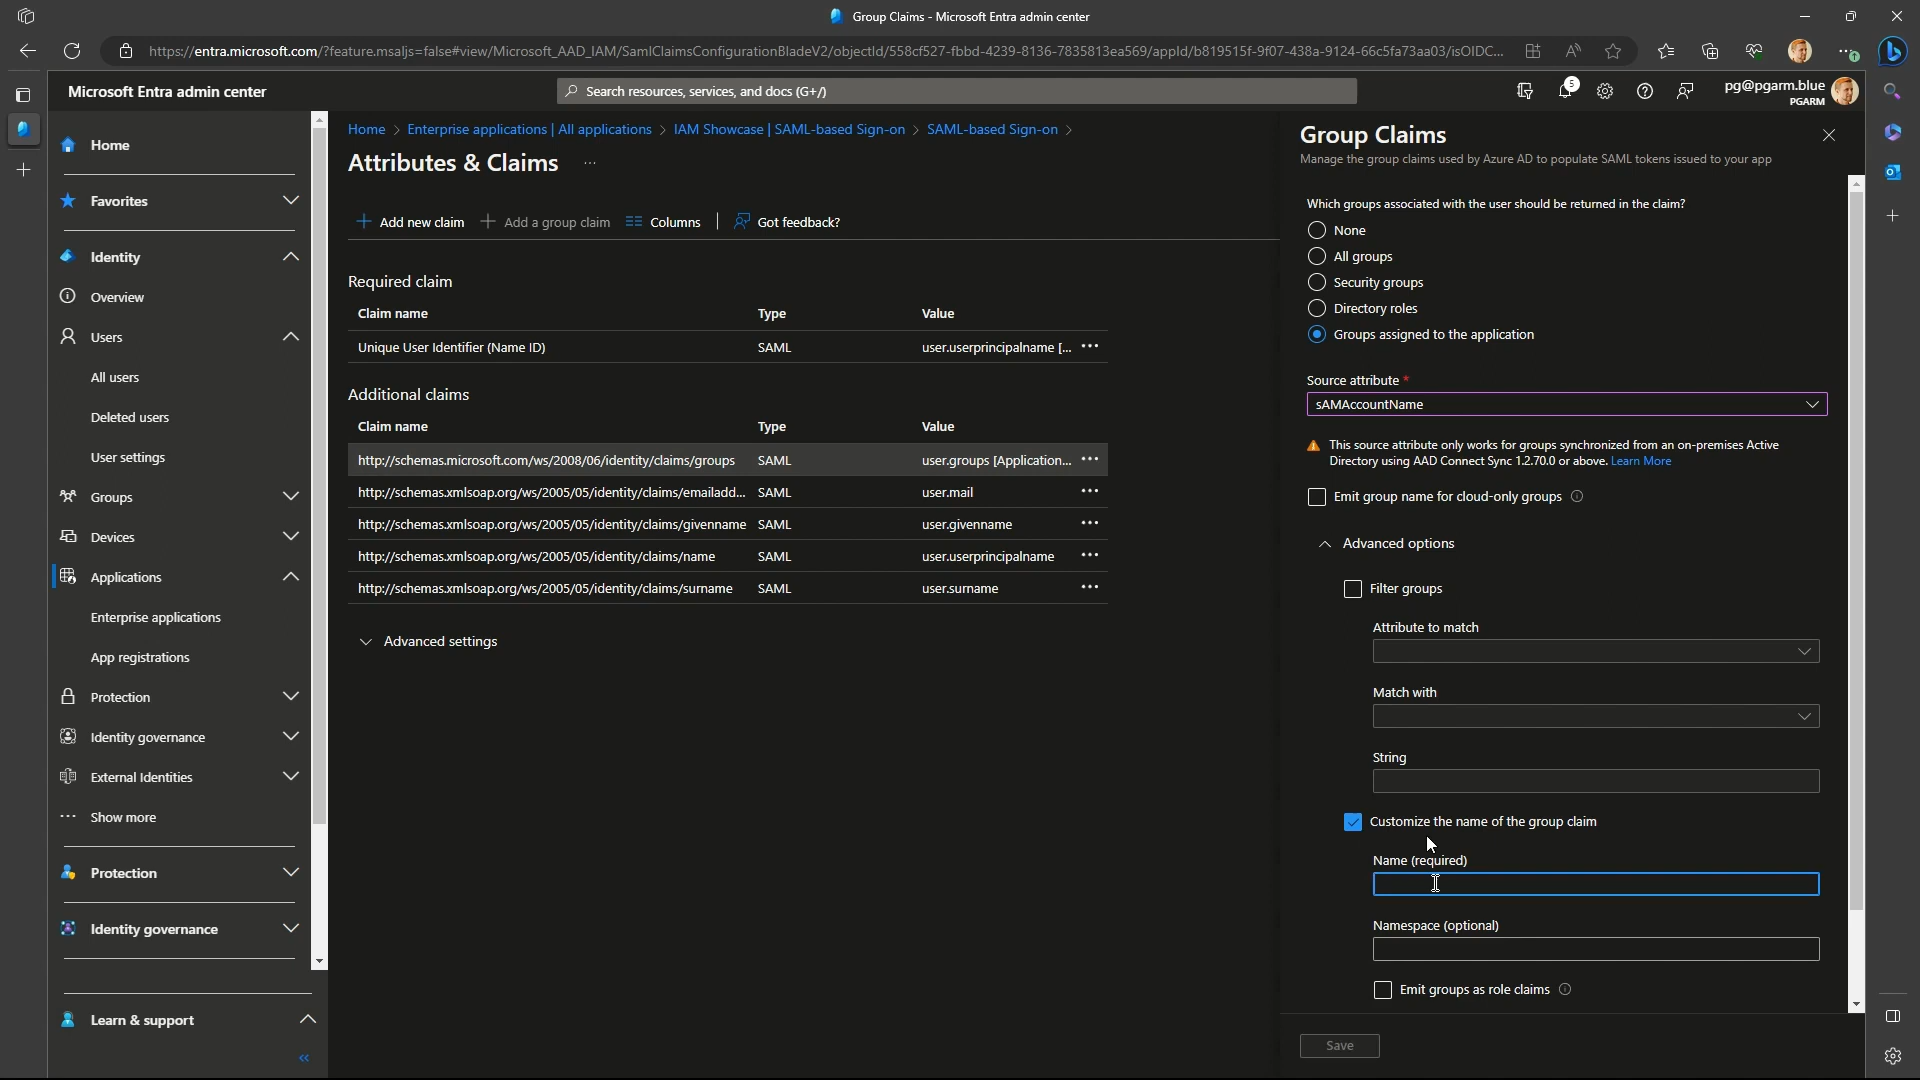 Group Claims - Microsoft Entra admin center
https://entra.microsoft.com/?feature.msaljs=false#view/Microsoft_AAD_IAM/SamlClaimsConfigurationBladeV2/objectId/558cf527-fbbd-4239-8136-7835813ea569/appId/b819515f-9f07-438a-9124-66c5fa73aa03/isOIDC...
Microsoft Entra admin center
Search resources, services, and docs (G+/)
5
pg@pgarm.blue
PGARM
Home
Favorites
Identity
Overview
Users
All users
Deleted users
User settings
Groups
Devices
Applications
Enterprise applications
App registrations
Protection
Identity governance
External Identities
Show more
Protection
Identity governance
Learn & support
Home > Enterprise applications | All applications > IAM Showcase | SAML-based Sign-on > SAML-based Sign-on >
Attributes & Claims ...
Add new claim Add a group claim Columns Got feedback?
Required claim
Claim name Type Value
Unique User Identifier (Name ID) SAML user.userprincipalname [...
Additional claims
Claim name Type Value
http://schemas.microsoft.com/ws/2008/06/identity/claims/groups SAML user.groups [Application...
http://schemas.xmlsoap.org/ws/2005/05/identity/claims/emailadd... SAML user.mail
http://schemas.xmlsoap.org/ws/2005/05/identity/claims/givenname SAML user.givenname
http://schemas.xmlsoap.org/ws/2005/05/identity/claims/name SAML user.userprincipalname
http://schemas.xmlsoap.org/ws/2005/05/identity/claims/surname SAML user.surname
Advanced settings
Group Claims
Manage the group claims used by Azure AD to populate SAML tokens issued to your app
Which groups associated with the user should be returned in the claim?
None
All groups
Security groups
Directory roles
Groups assigned to the application
Source attribute *
sAMAccountName
This source attribute only works for groups synchronized from an on-premises Active
Directory using AAD Connect Sync 1.2.70.0 or above. Learn More
Emit group name for cloud-only groups
Advanced options
Filter groups
Attribute to match
Match with
String
Customize the name of the group claim
Name (required)
Namespace (optional)
Emit groups as role claims
Save